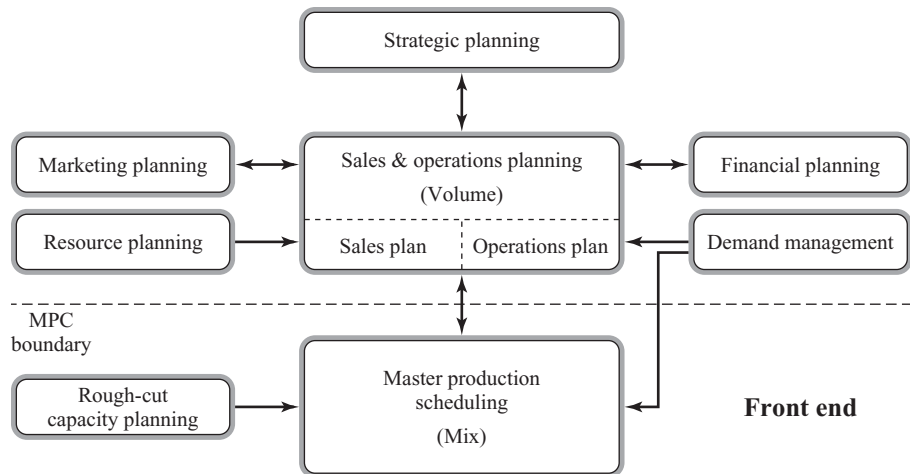 Strategic planning
Marketing planning
Sales & operations planning
(Volume)
Financial planning
Resource planning
Sales plan
Operations plan
Demand management
MPC
boundary
Rough-cut
capacity planning
Master production
scheduling
(Mix)
Front end